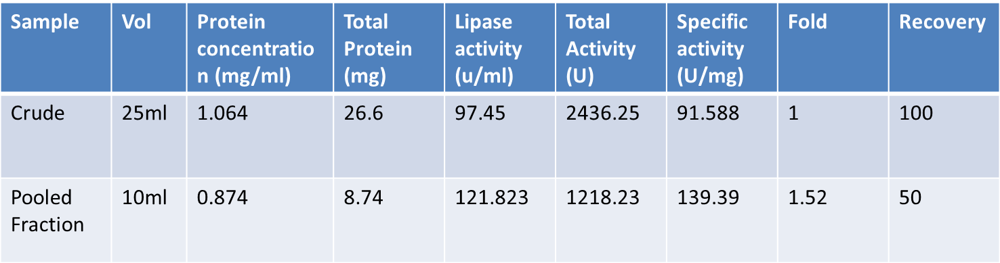 Sample Vol Protein concentratio n (mg/ml) Total Protein (mg) Lipase activity (u/ml) Total Activity (U) Specific activity (U/mg) Fold Recovery
Crude 25ml 1.064 26.6 97.45 2436.25 91.588 1 100
Pooled Fraction 10ml 0.874 8.74 121.823 1218.23 139.39 1.52 50